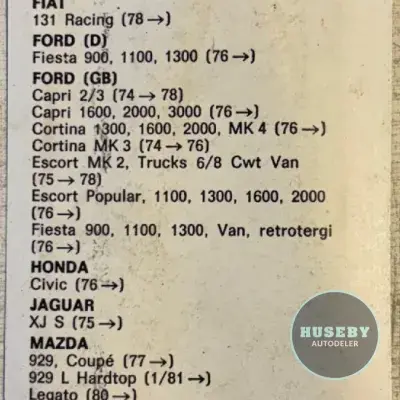 FIAT
131 Racing (78→)
FORD (D)
Fiesta 900, 1100, 1300 (76→)
FORD (GB)
Capri 2/3 (74→78)
Capri 1600, 2000, 3000 (76→)
Cortina 1300, 1600, 2000, MK 4 (76→)
Cortina MK 3 (74→76)
Escort MK 2, Trucks 6/8 Cwt Van
(75→78)
Escort Popular, 1100, 1300, 1600, 2000
(76→)
Fiesta 900, 1100, 1300, Van, retrotergi
(76→)
HONDA
Civic (76→)
JAGUAR
XJ S (75→)
MAZDA
929, Coupé (77→)
929 L Hardtop (1/81→)
Legato (80→)
HUSEBY
AUTODELER